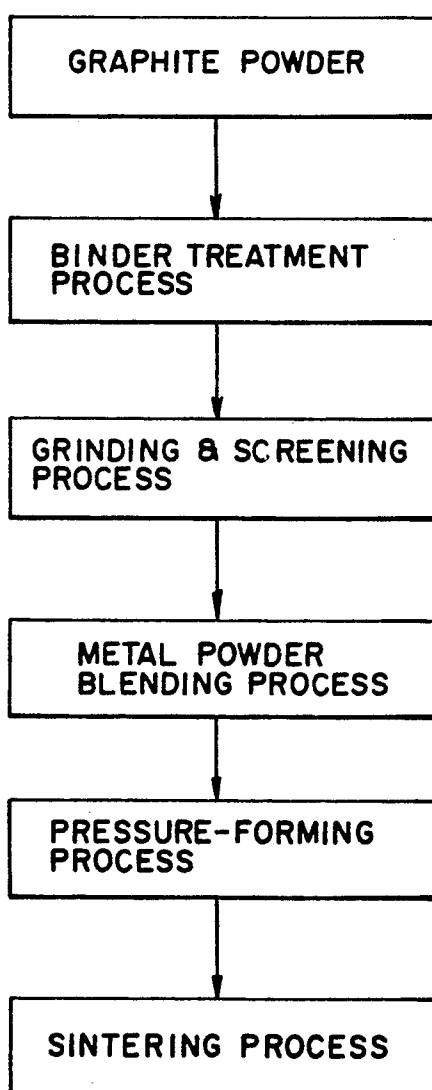 GRAPHITE POWDER
BINDER TREATMENT
PROCESS
GRINDING & SCREENING
PROCESS
METAL POWDER
BLENDING PROCESS
PRESSURE-FORMING
PROCESS
SINTERING PROCESS